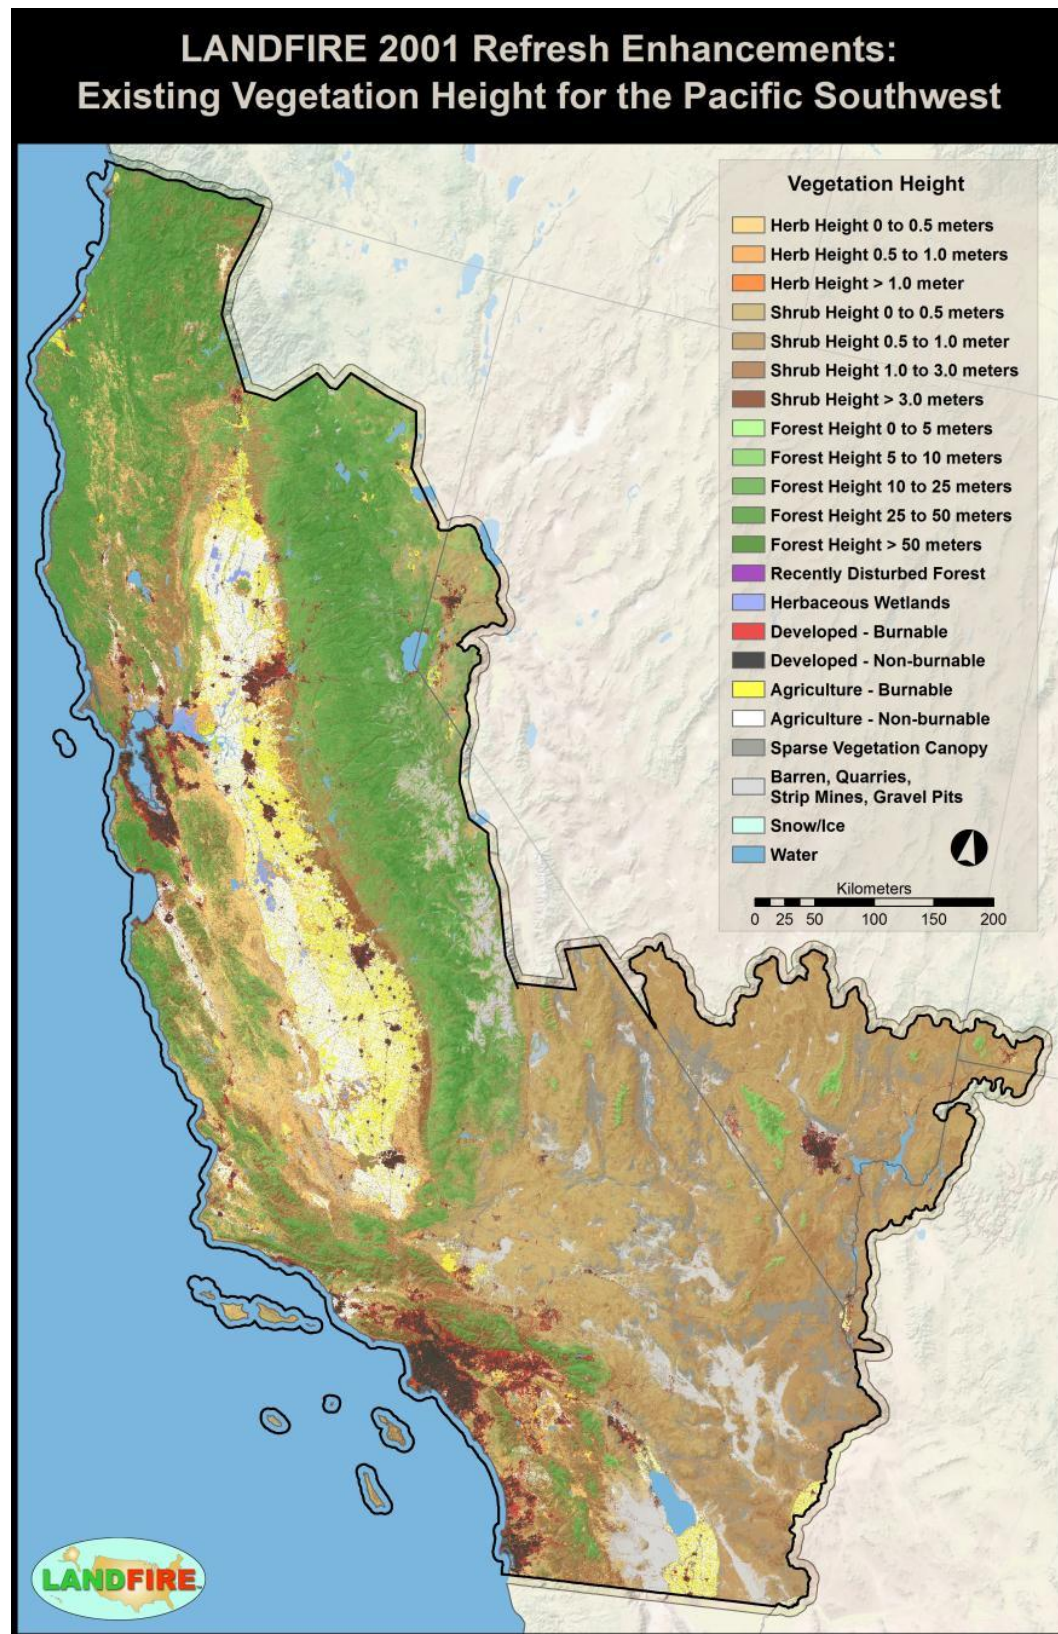 LANDFIRE 2001 Refresh Enhancements:
Existing Vegetation Height for the Pacific Southwest
Vegetation Height
Herb Height 0 to 0.5 meters
Herb Height 0.5 to 1.0 meters
Herb Height > 1.0 meter
Shrub Height 0 to 0.5 meters
Shrub Height 0.5 to 1.0 meter
Shrub Height 1.0 to 3.0 meters
Shrub Height > 3.0 meters
Forest Height 0 to 5 meters
Forest Height 5 to 10 meters
Forest Height 10 to 25 meters
Forest Height 25 to 50 meters
Forest Height > 50 meters
Recently Disturbed Forest
Herbaceous Wetlands
Developed - Burnable
Developed - Non-burnable
Agriculture - Burnable
Agriculture - Non-burnable
Sparse Vegetation Canopy
Barren, Quarries,
Strip Mines, Gravel Pits
Snow/Ice
Water
Kilometers
0 25 50 100 150 200
LANDFIRE